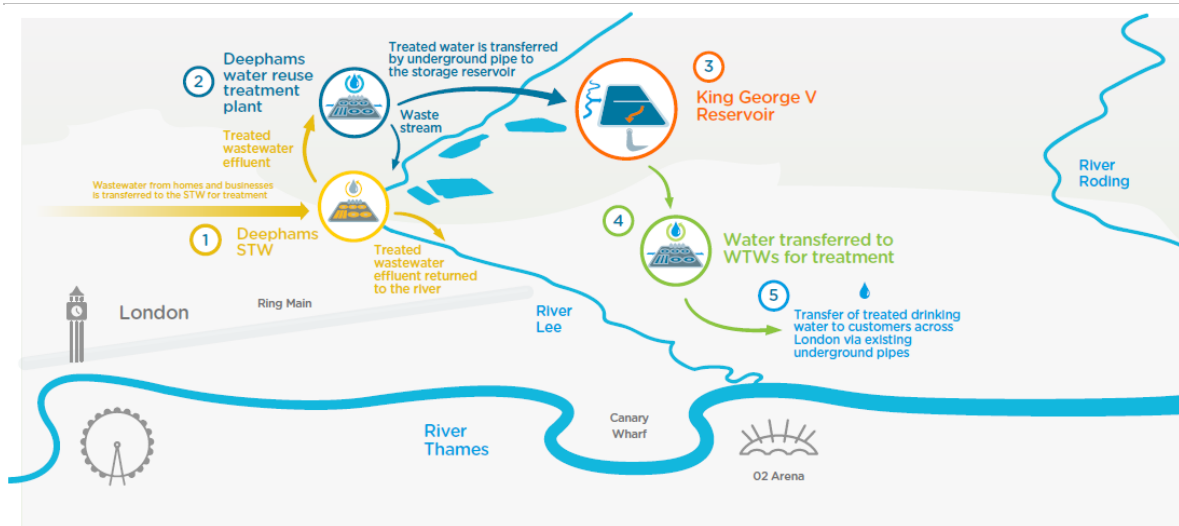 2
Deephams
water reuse
treatment
plant
Treated water is transferred
by underground pipe to
the storage reservoir
3
King George V
Reservoir
Waste
stream
Treated
wastewater
effluent
Wastewater from homes and businesses
is transferred to the STW for treatment
1
Deephams
STW
Treated
wastewater
effluent returned
to the river
4
Water transferred to
WTWs for treatment
5
Transfer of treated drinking
water to customers across
London via existing
underground pipes
River
Roding
London
Ring Main
River
Lee
River
Thames
Canary
Wharf
O2 Arena